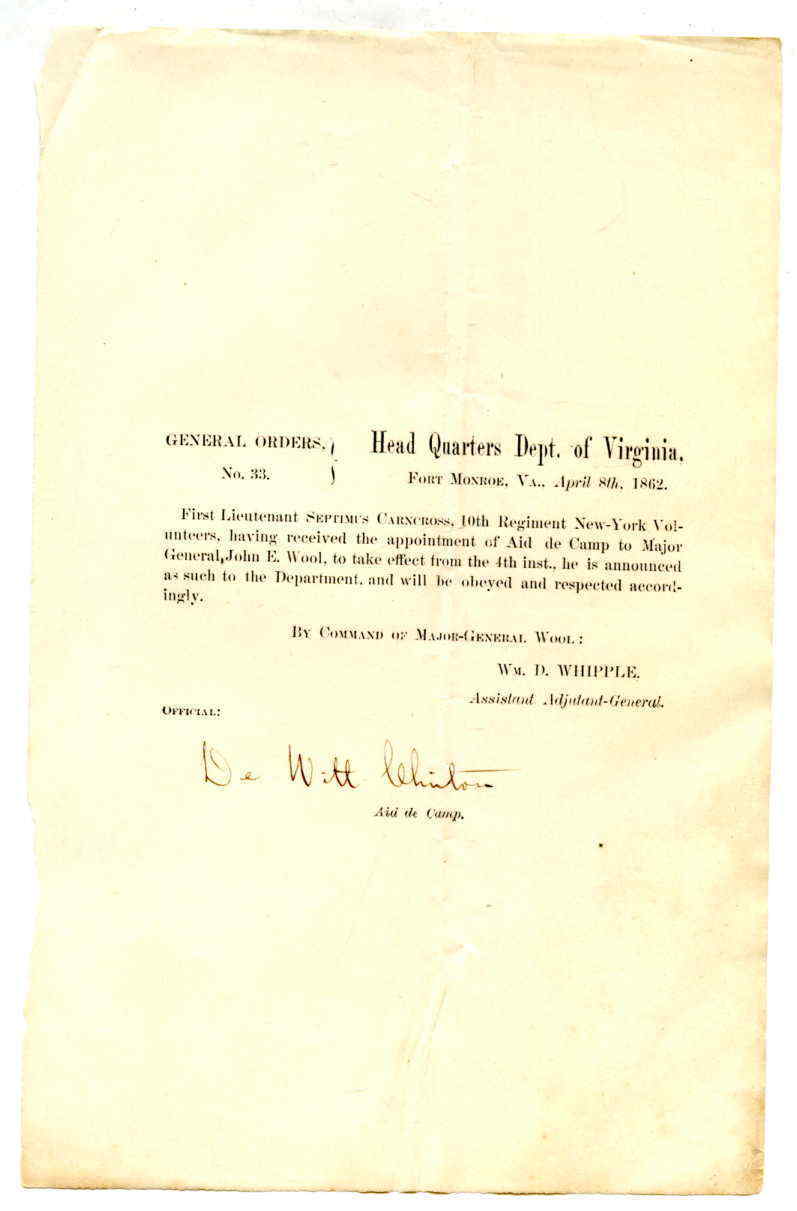 GENERAL ORDERS, } Head Quarters Dept. of Virginia,
No. 33. } FORT MONROE, VA., April 8th, 1862.
First Lieutenant SEPTIMUS CARNCROSS, 10th Regiment New-York Vol-
unteers, having received the appointment of Aid de Camp to Major
General, John E. Wool, to take effect from the 4th inst., he is announced
as such to the Department, and will be obeyed and respected accord-
ingly.
BY COMMAND OF MAJOR-GENERAL WOOL:
WM. D. WHIPPLE.
Assistant Adjutant-General.
OFFICIAL:
De Witt Clinton
Aid de Camp.